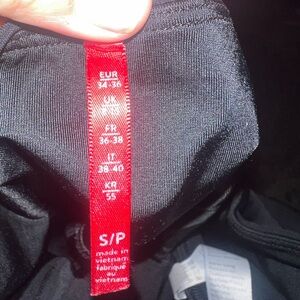 EUR
34-36
UK
FR
36-38
IT
38-40
KR
55
S/P
made in
vietnam
fabriqué
au
vietnam